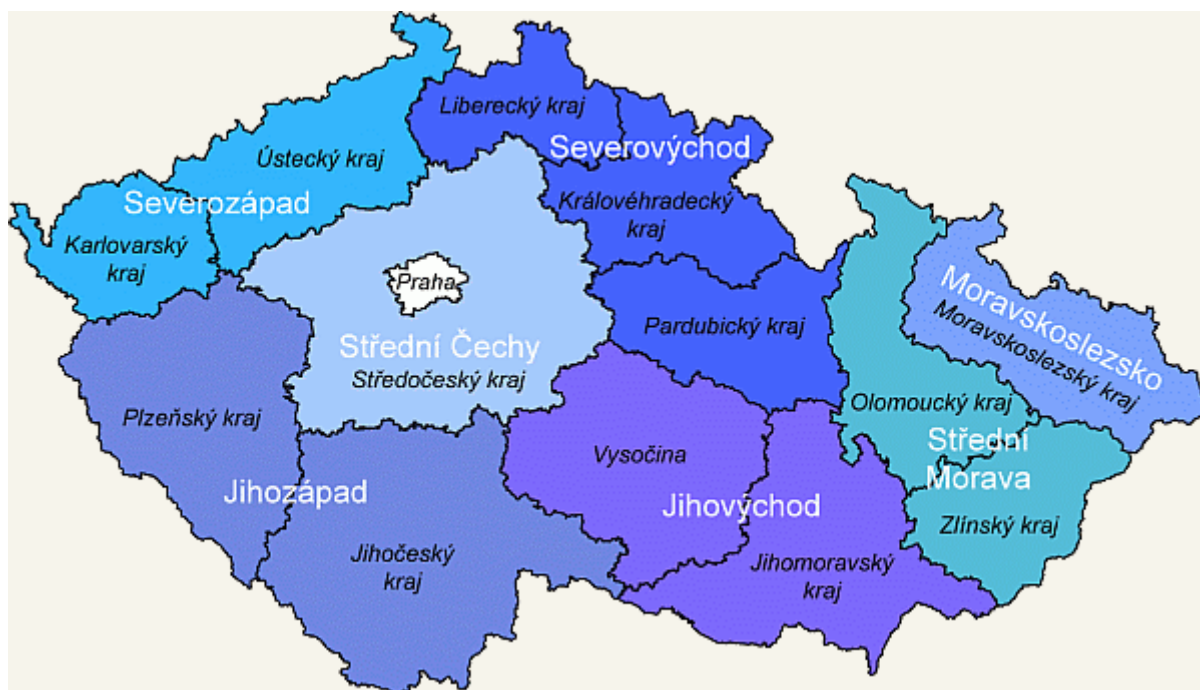 Liberecký kraj
Severovýchod
Ústecký kraj
Severozápad
Karlovarský
kraj
Královéhradecký
kraj
Praha
Moravskoslezsko
Moravskoslezský kraj
Pardubický kraj
Střední Čechy
Středočeský kraj
Plzeňský kraj
Olomoucký kraj
Střední
Morava
Vysočina
Jihozápad
Jihovýchod
Zlínský kraj
Jihočeský
kraj
Jihomoravský
kraj